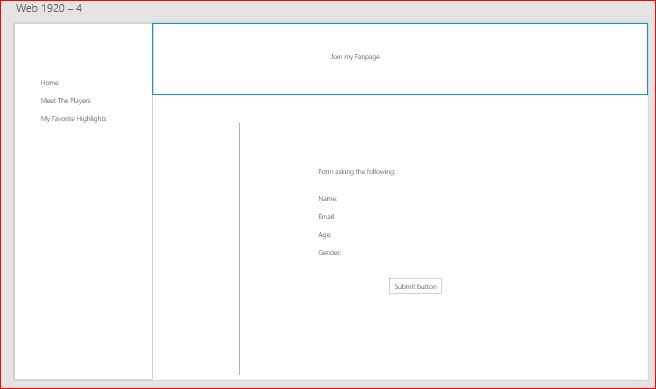 Web 1920 – 4
Join my Fanpage
Home
Meet The Players
My Favorite Highlights
Form asking the following:
Name:
Email:
Age:
Gender:
Submit button